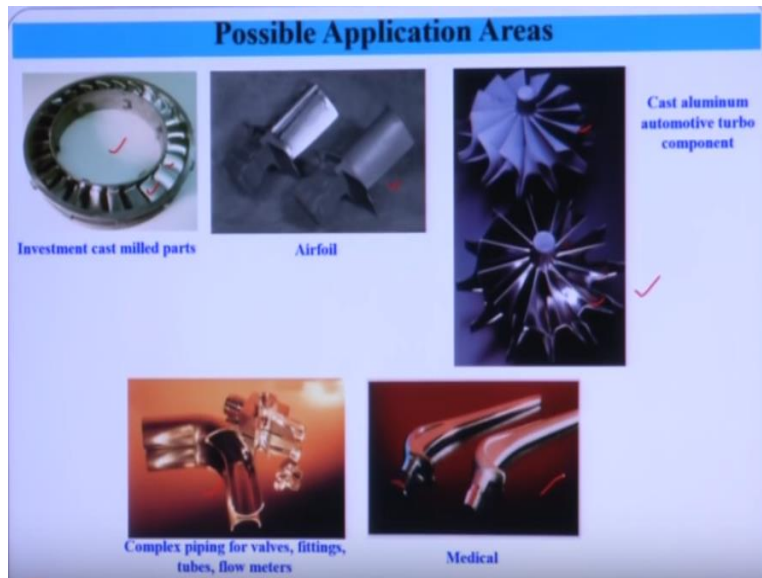 Possible Application Areas
Cast aluminum
automotive turbo
component
Investment cast milled parts
Airfoil
Complex piping for valves, fittings,
tubes, flow meters
Medical